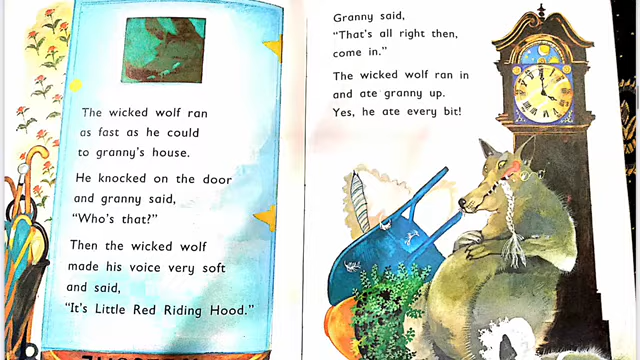 The wicked wolf ran
as fast as he could
to granny's house.
He knocked on the door
and granny said,
"Who's that?"
Then the wicked wolf
made his voice very soft
and said,
"It's Little Red Riding Hood."
Granny said,
"That's all right then,
come in."
The wicked wolf ran in
and ate granny up.
Yes, he ate every bit!